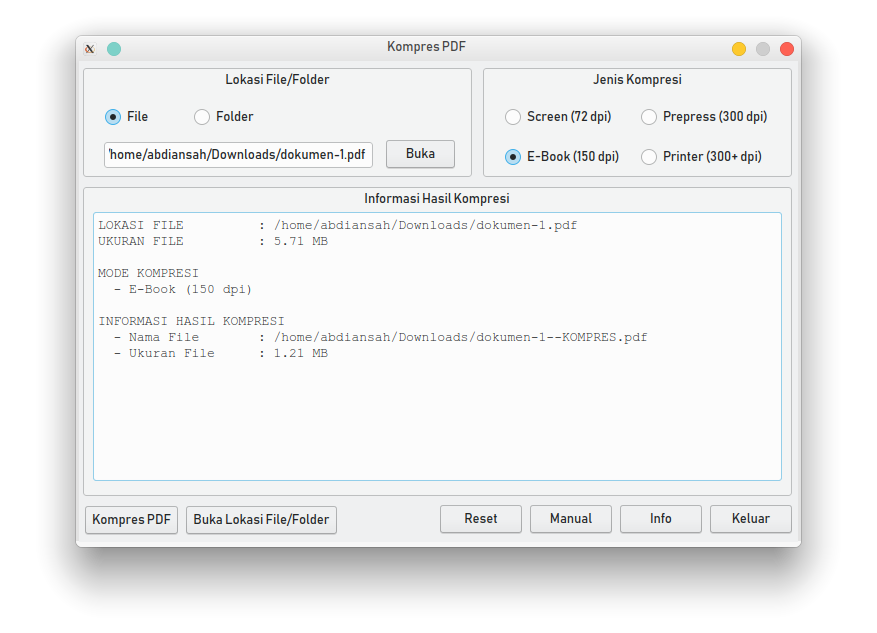 Kompres PDF
Lokasi File/Folder
File
Folder
/home/abdiansah/Downloads/dokumen-1.pdf
Buka
Jenis Kompresi
Screen (72 dpi)
Prepress (300 dpi)
E-Book (150 dpi)
Printer (300+ dpi)
Informasi Hasil Kompresi
LOKASI FILE : /home/abdiansah/Downloads/dokumen-1.pdf
UKURAN FILE : 5.71 MB
MODE KOMPRESI
- E-Book (150 dpi)
INFORMASI HASIL KOMPRESI
- Nama File : /home/abdiansah/Downloads/dokumen-1--KOMPRES.pdf
- Ukuran File : 1.21 MB
Kompres PDF
Buka Lokasi File/Folder
Reset
Manual
Info
Keluar